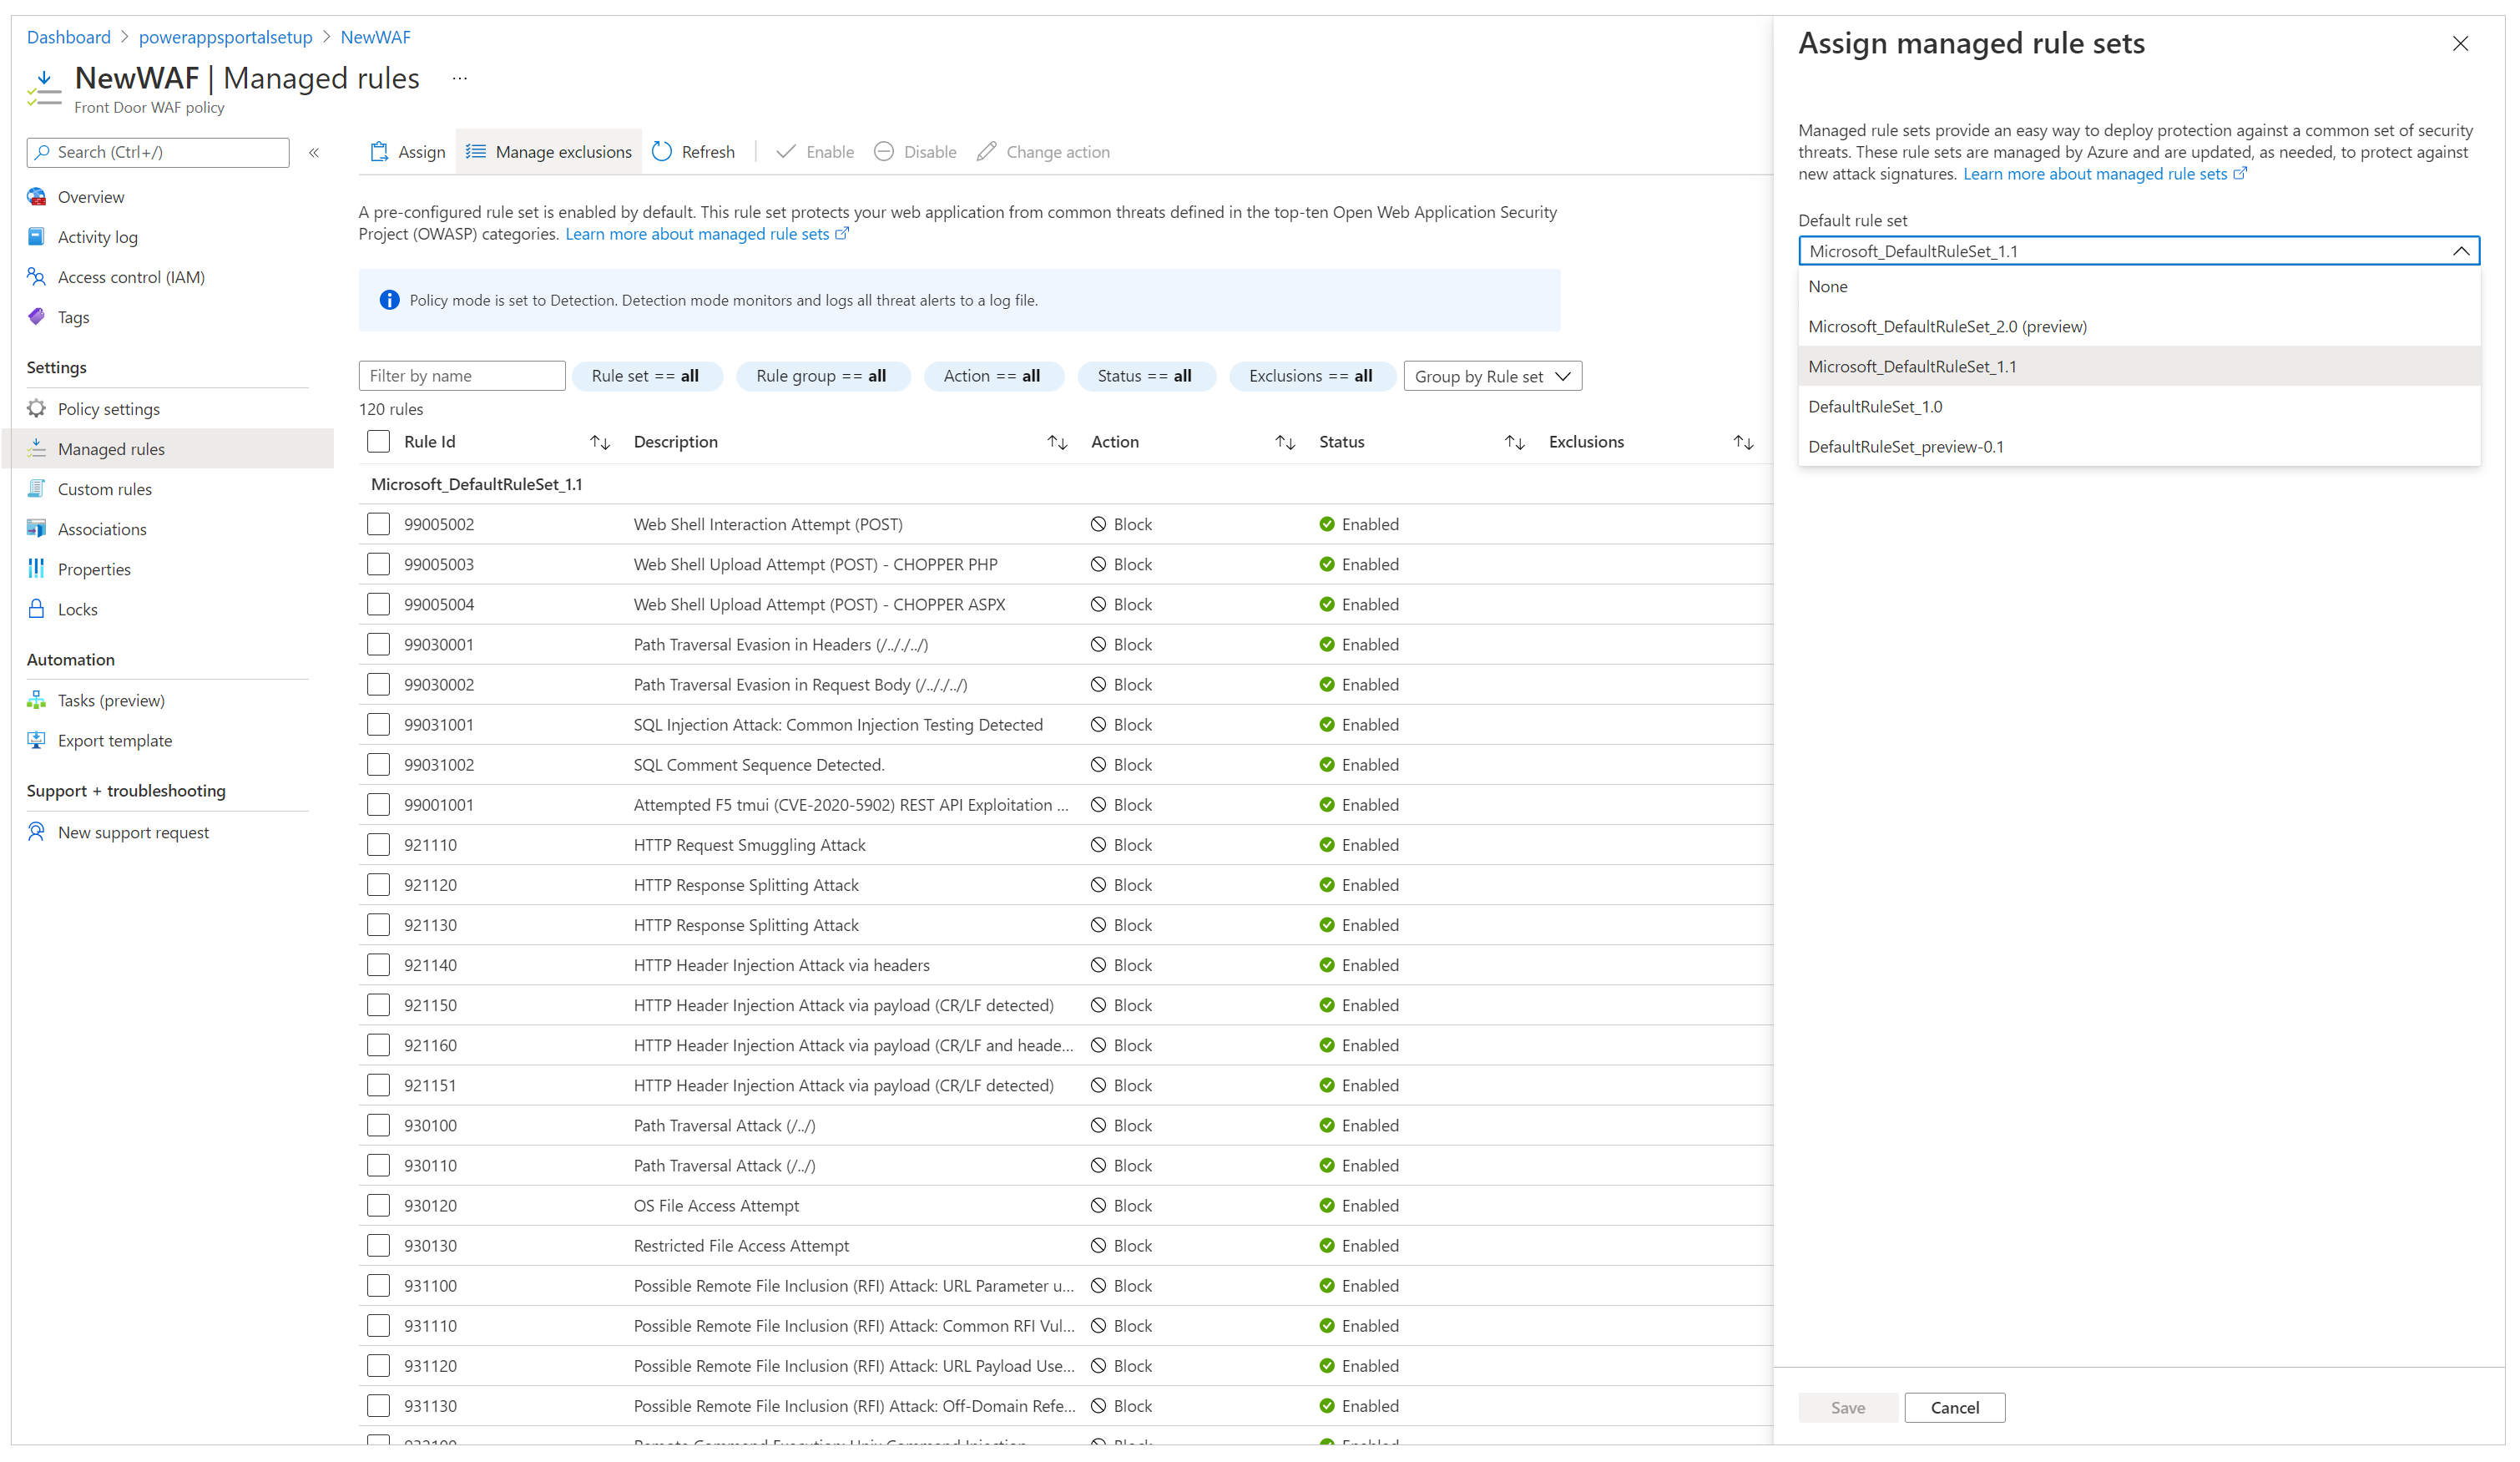 Dashboard > powerappsportalsetup > NewWAF
NewWAF | Managed rules ...
Front Door WAF policy
Search (Ctrl+/)
«
Overview
Activity log
Access control (IAM)
Tags
Settings
Policy settings
Managed rules
Custom rules
Associations
Properties
Locks
Automation
Tasks (preview)
Export template
Support + troubleshooting
New support request
Assign Manage exclusions Refresh Enable Disable Change action
A pre-configured rule set is enabled by default. This rule set protects your web application from common threats defined in the top-ten Open Web Application Security
Project (OWASP) categories. Learn more about managed rule sets
Policy mode is set to Detection. Detection mode monitors and logs all threat alerts to a log file.
Filter by name Rule set == all Rule group == all Action == all Status == all Exclusions == all Group by Rule set
120 rules
Rule Id Description Action Status Exclusions
Microsoft_DefaultRuleSet_1.1
99005002 Web Shell Interaction Attempt (POST) Block Enabled
99005003 Web Shell Upload Attempt (POST) - CHOPPER PHP Block Enabled
99005004 Web Shell Upload Attempt (POST) - CHOPPER ASPX Block Enabled
99030001 Path Traversal Evasion in Headers (/.././../) Block Enabled
99030002 Path Traversal Evasion in Request Body (/.././../) Block Enabled
99031001 SQL Injection Attack: Common Injection Testing Detected Block Enabled
99031002 SQL Comment Sequence Detected. Block Enabled
99001001 Attempted F5 tmui (CVE-2020-5902) REST API Exploitation ... Block Enabled
921110 HTTP Request Smuggling Attack Block Enabled
921120 HTTP Response Splitting Attack Block Enabled
921130 HTTP Response Splitting Attack Block Enabled
921140 HTTP Header Injection Attack via headers Block Enabled
921150 HTTP Header Injection Attack via payload (CR/LF detected) Block Enabled
921160 HTTP Header Injection Attack via payload (CR/LF and heade... Block Enabled
921151 HTTP Header Injection Attack via payload (CR/LF detected) Block Enabled
930100 Path Traversal Attack (/../) Block Enabled
930110 Path Traversal Attack (/../) Block Enabled
930120 OS File Access Attempt Block Enabled
930130 Restricted File Access Attempt Block Enabled
931100 Possible Remote File Inclusion (RFI) Attack: URL Parameter u... Block Enabled
931110 Possible Remote File Inclusion (RFI) Attack: Common RFI Vul... Block Enabled
931120 Possible Remote File Inclusion (RFI) Attack: URL Payload Use... Block Enabled
931130 Possible Remote File Inclusion (RFI) Attack: Off-Domain Refe... Block Enabled
932100 Remote Command Execution: Unix Command Injection Block Enabled
Assign managed rule sets
Managed rule sets provide an easy way to deploy protection against a common set of security
threats. These rule sets are managed by Azure and are updated, as needed, to protect against
new attack signatures. Learn more about managed rule sets
Default rule set
Microsoft_DefaultRuleSet_1.1
None
Microsoft_DefaultRuleSet_2.0 (preview)
Microsoft_DefaultRuleSet_1.1
DefaultRuleSet_1.0
DefaultRuleSet_preview-0.1
Save Cancel